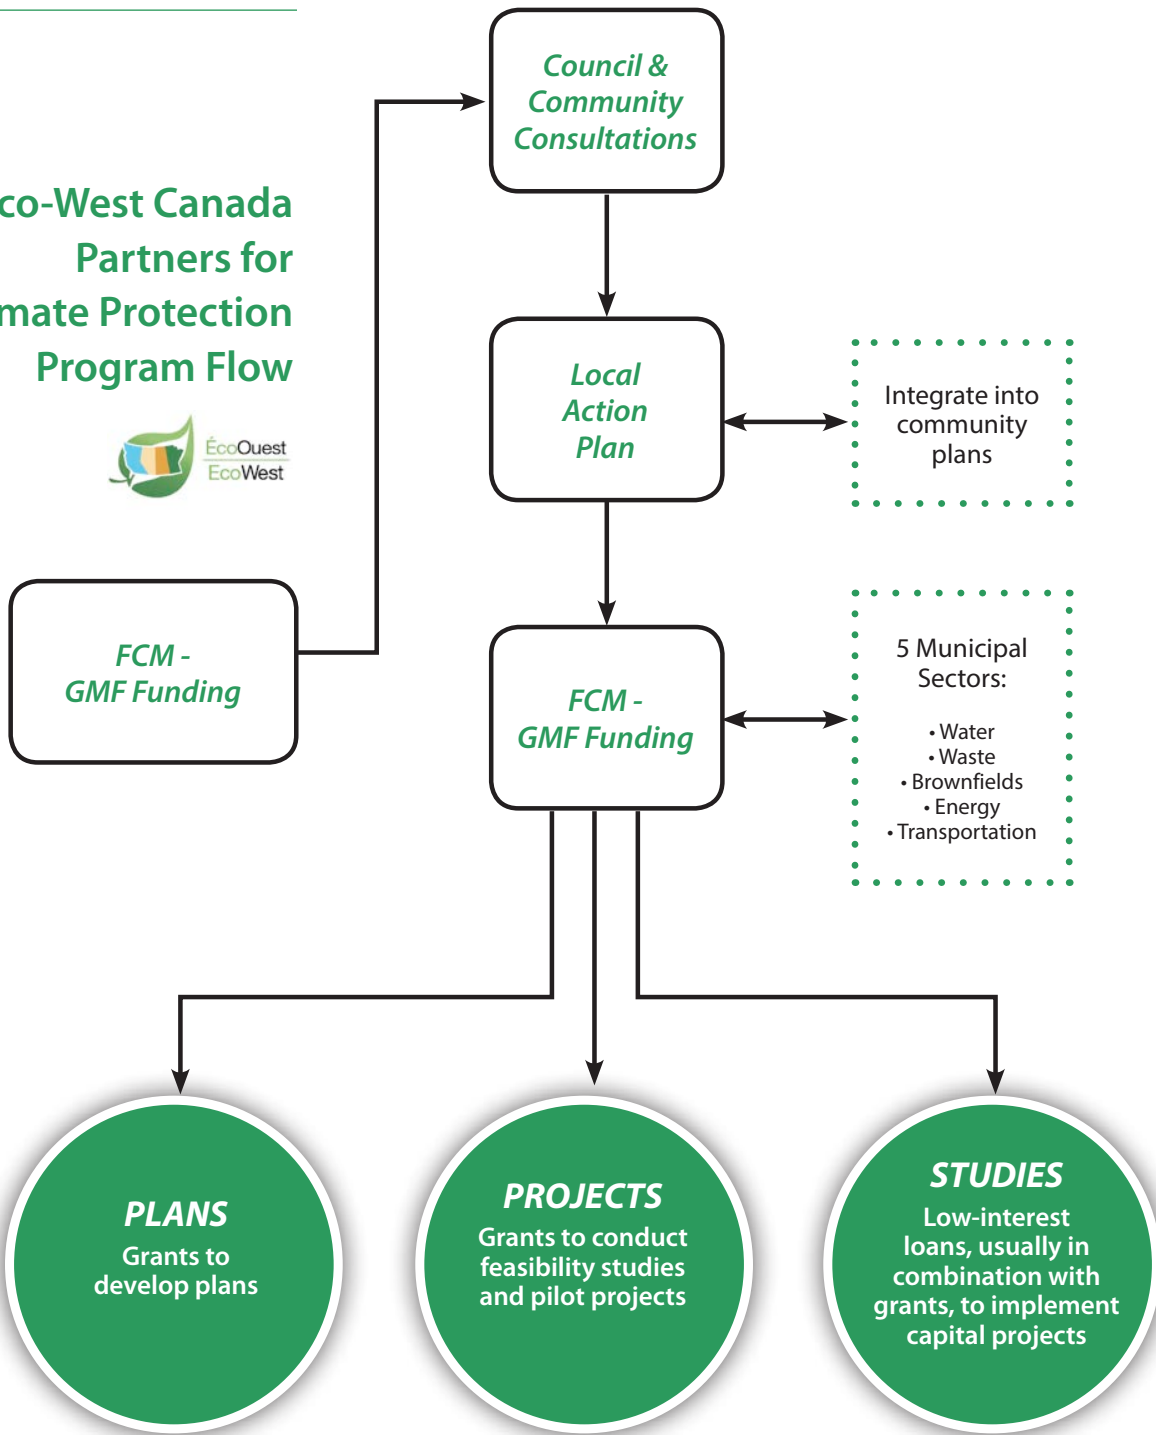 co-West Canada
Partners for
mate Protection
Program Flow
ÉcoOuest
EcoWest
Council &
Community
Consultations
Local
Action
Plan
Integrate into
community
plans
FCM -
GMF Funding
FCM -
GMF Funding
5 Municipal
Sectors:
• Water
• Waste
• Brownfields
• Energy
• Transportation
PLANS
Grants to
develop plans
PROJECTS
Grants to conduct
feasibility studies
and pilot projects
STUDIES
Low-interest
loans, usually in
combination with
grants, to implement
capital projects